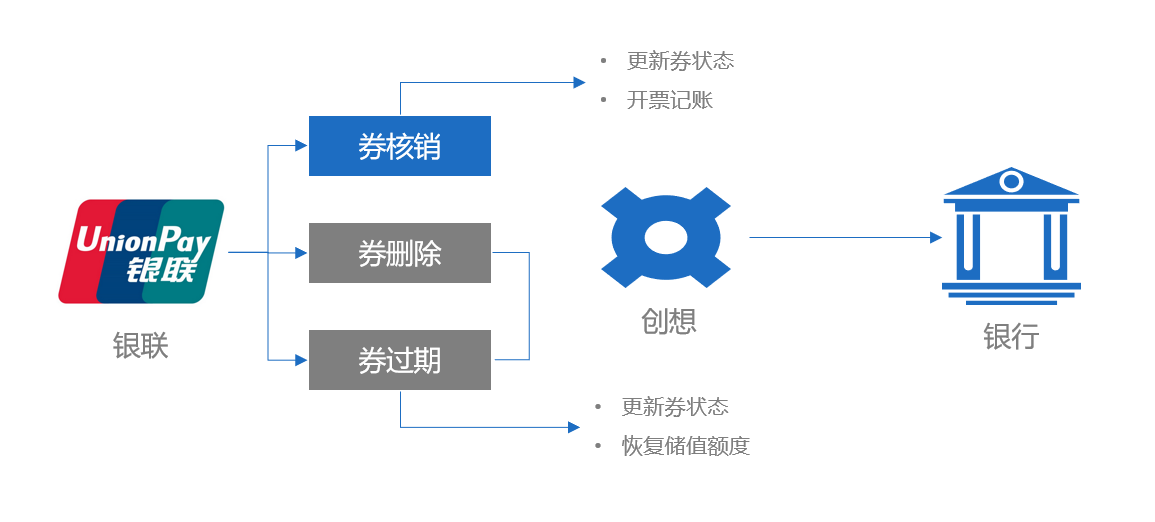 • 更新券状态
• 开票记账
券核销
UnionPay
银联
券删除
创想
银联
银行
券过期
• 更新券状态
• 恢复储值额度